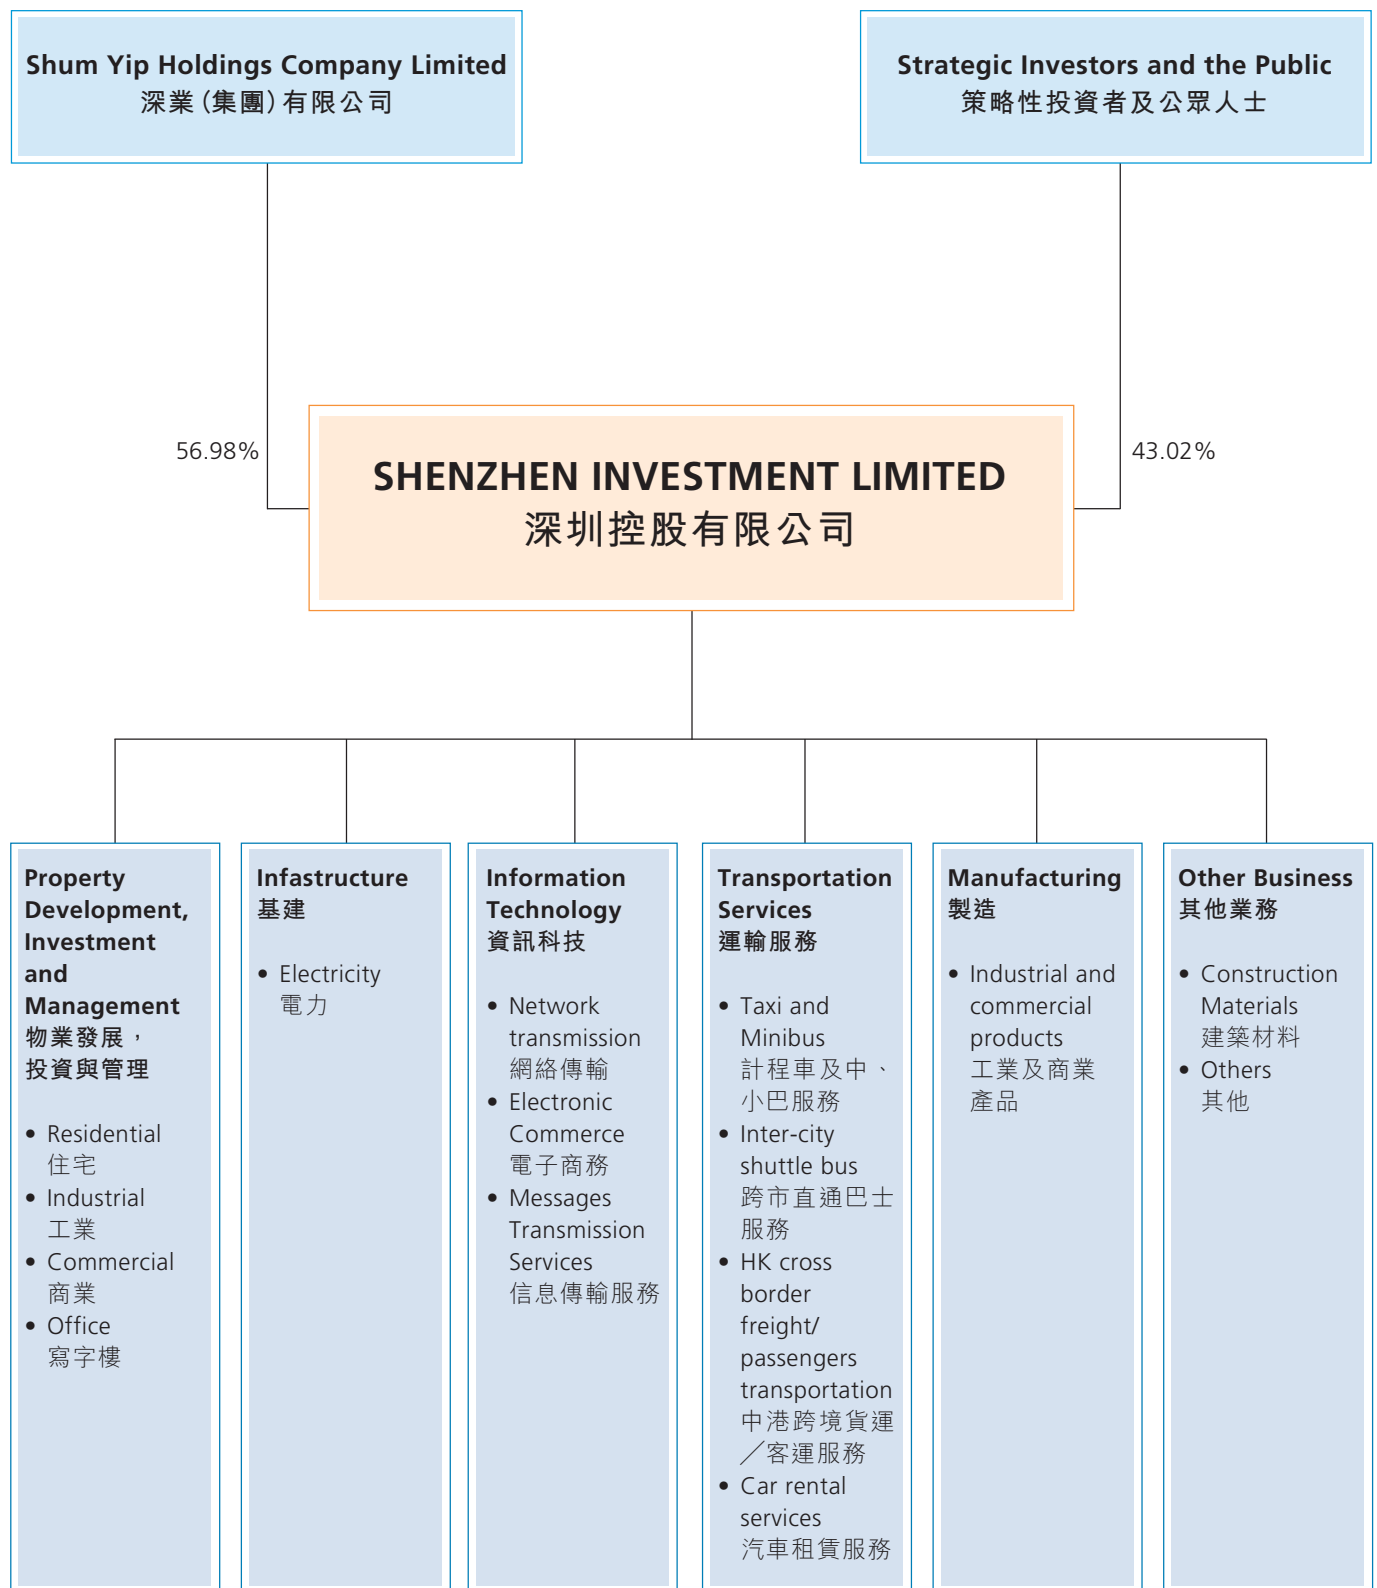 Shum Yip Holdings Company Limited
深業(集團)有限公司
Strategic Investors and the Public
策略性投資者及公眾人士
56.98%
43.02%
SHENZHEN INVESTMENT LIMITED
深圳控股有限公司
Property
Development,
Investment
and
Management
物業發展，
投資與管理
• Residential
住宅
• Industrial
工業
• Commercial
商業
• Office
寫字樓
Infastructure
基建
• Electricity
電力
Information
Technology
資訊科技
• Network
transmission
網絡傳輸
• Electronic
Commerce
電子商務
• Messages
Transmission
Services
信息傳輸服務
Transportation
Services
運輸服務
• Taxi and
Minibus
計程車及中、
小巴服務
• Inter-city
shuttle bus
跨市直通巴士
服務
• HK cross
border
freight/
passengers
transportation
中港跨境貨運
／客運服務
• Car rental
services
汽車租賃服務
Manufacturing
製造
• Industrial and
commercial
products
工業及商業
產品
Other Business
其他業務
• Construction
Materials
建築材料
• Others
其他